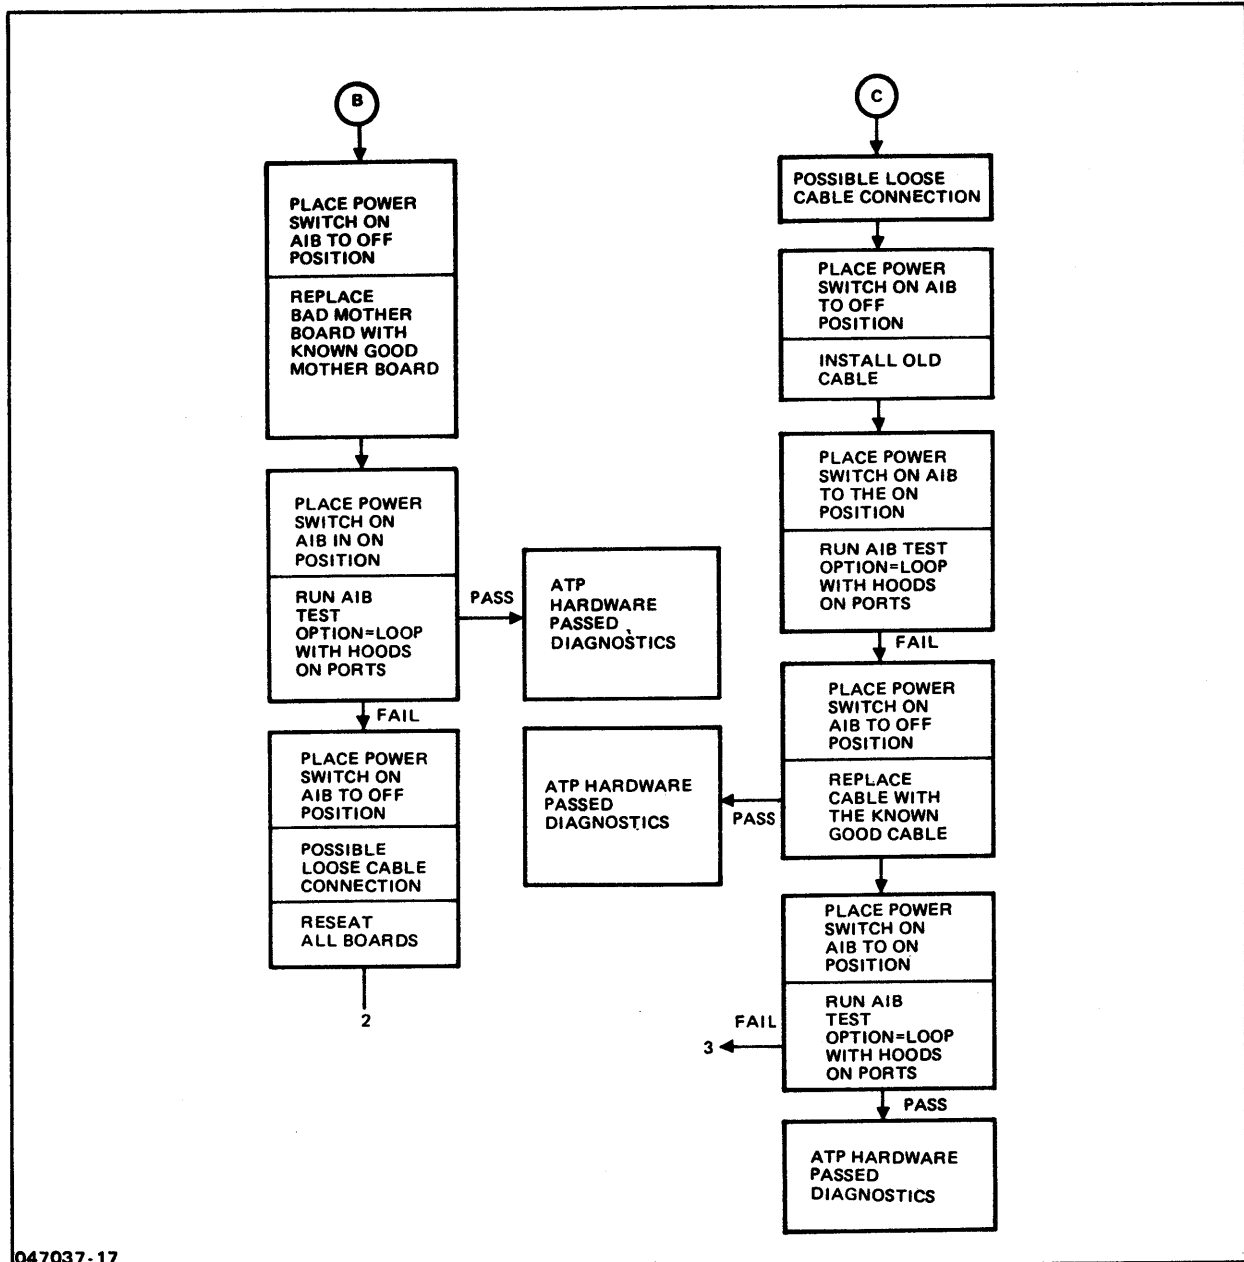 B
PLACE POWER
SWITCH ON
AIB TO OFF
POSITION
REPLACE
BAD MOTHER
BOARD WITH
KNOWN GOOD
MOTHER BOARD
PLACE POWER
SWITCH ON
AIB IN ON
POSITION
RUN AIB
TEST
OPTION=LOOP
WITH HOODS
ON PORTS
PASS
ATP
HARDWARE
PASSED
DIAGNOSTICS
FAIL
PLACE POWER
SWITCH ON
AIB TO OFF
POSITION
POSSIBLE
LOOSE CABLE
CONNECTION
RESEAT
ALL BOARDS
2
C
POSSIBLE LOOSE
CABLE CONNECTION
PLACE POWER
SWITCH ON AIB
TO OFF
POSITION
INSTALL OLD
CABLE
PLACE POWER
SWITCH ON AIB
TO THE ON
POSITION
RUN AIB TEST
OPTION=LOOP
WITH HOODS
ON PORTS
FAIL
PLACE POWER
SWITCH ON
AIB TO OFF
POSITION
REPLACE
CABLE WITH
THE KNOWN
GOOD CABLE
PASS
ATP HARDWARE
PASSED
DIAGNOSTICS
PLACE POWER
SWITCH ON
AIB TO ON
POSITION
RUN AIB
TEST
OPTION=LOOP
WITH HOODS
ON PORTS
FAIL
3
PASS
ATP HARDWARE
PASSED
DIAGNOSTICS
047037-17